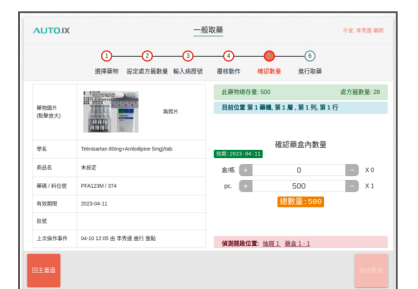 AUTOIX
一般取藥
午安, 李秀渡 藥師
1 2 3 4 6
選擇藥物 設定處方籤數量 輸入病歷號 覆核動作 確認數量 進行取藥
藥物圖片
(點擊放大)
無照片
學名 Telmisartan 80mg+Amlodipine 5mg)/tab
商品名 未設定
藥碼 / 料位號 PFA123M / 374
有效期限 2023-04-11
批號
上次操作事件 04-10 12:05 由 李秀渡 進行 盤點
此藥物儲存量: 500 處方籤數量: 28
目前位置 第 1 藥櫃, 第 1 層 , 第 1 列, 第 1 行
確認藥盒內數量
效期:2023-04-11
盒/瓶 + 0 - X 0
pc. + 500 - X 1
總數量:500
偵測開啟位置: 抽屜 1 藥盒 1 - 1
回主畫面